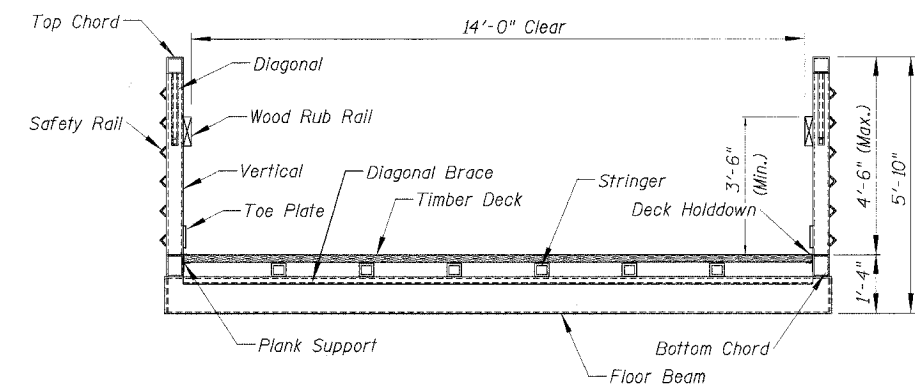 Top Chord
14'-0" Clear
Diagonal
Wood Rub Rail
Safety Rail
Vertical
Diagonal Brace
Stringer
Toe Plate
Timber Deck
Deck Holddown
3'-6"
(Min.)
4'-6" (Max.)
5'-10"
1'-4"
Plank Support
Bottom Chord
Floor Beam